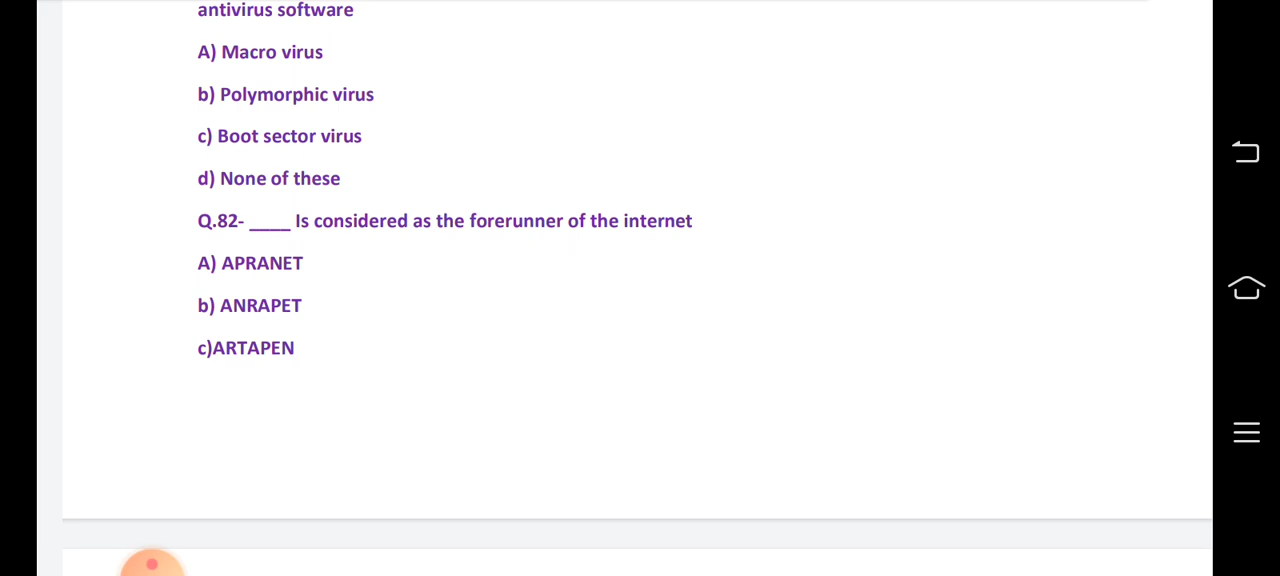 antivirus software
A) Macro virus
b) Polymorphic virus
c) Boot sector virus
d) None of these
Q.82- ____ Is considered as the forerunner of the internet
A) APRANET
b) ANRAPET
c)ARTAPEN